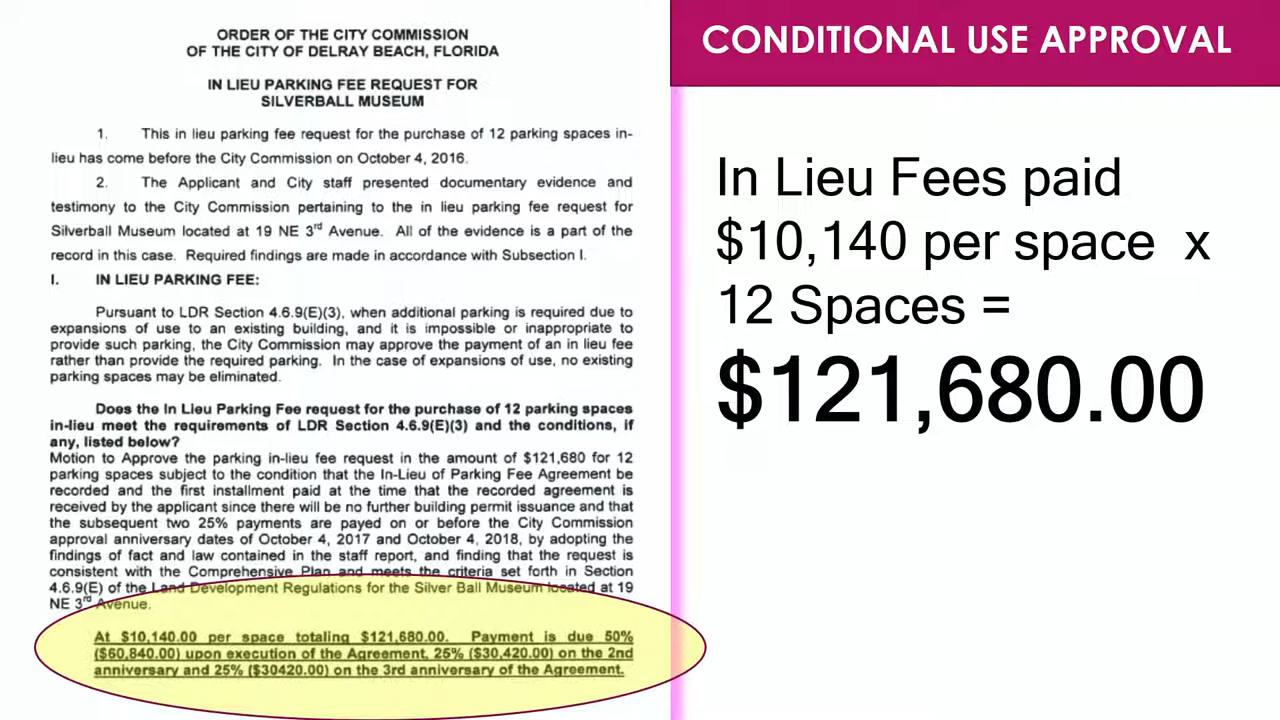 ORDER OF THE CITY COMMISSION
OF THE CITY OF DELRAY BEACH, FLORIDA
IN LIEU PARKING FEE REQUEST FOR
SILVERBALL MUSEUM
1. This in lieu parking fee request for the purchase of 12 parking spaces in-
lieu has come before the City Commission on October 4, 2016.
2. The Applicant and City staff presented documentary evidence and
testimony to the City Commission pertaining to the in lieu parking fee request for
Silverball Museum located at 19 NE 3rd Avenue. All of the evidence is a part of the
record in this case. Required findings are made in accordance with Subsection I.
I. IN LIEU PARKING FEE:
Pursuant to LDR Section 4.6.9(E)(3), when additional parking is required due to
expansions of use to an existing building, and it is impossible or inappropriate to
provide such parking, the City Commission may approve the payment of an in lieu fee
rather than provide the required parking. In the case of expansions of use, no existing
parking spaces may be eliminated.
Does the In Lieu Parking Fee request for the purchase of 12 parking spaces
in-lieu meet the requirements of LDR Section 4.6.9(E)(3) and the conditions, if
any, listed below?
Motion to Approve the parking in-lieu fee request in the amount of $121,680 for 12
parking spaces subject to the condition that the In-Lieu of Parking Fee Agreement be
recorded and the first installment paid at the time that the recorded agreement is
received by the applicant since there will be no further building permit issuance and that
the subsequent two 25% payments are payed on or before the City Commission
approval anniversary dates of October 4, 2017 and October 4, 2018, by adopting the
findings of fact and law contained in the staff report, and finding that the request is
consistent with the Comprehensive Plan and meets the criteria set forth in Section
4.6.9(E) of the Land Development Regulations for the Silver Ball Museum located at 19
NE 3rd Avenue.
At $10,140.00 per space totaling $121,680.00. Payment is due 50%
($60,840.00) upon execution of the Agreement, 25% ($30,420.00) on the 2nd
anniversary and 25% ($30420.00) on the 3rd anniversary of the Agreement.
CONDITIONAL USE APPROVAL
In Lieu Fees paid
$10,140 per space x
12 Spaces =
$121,680.00